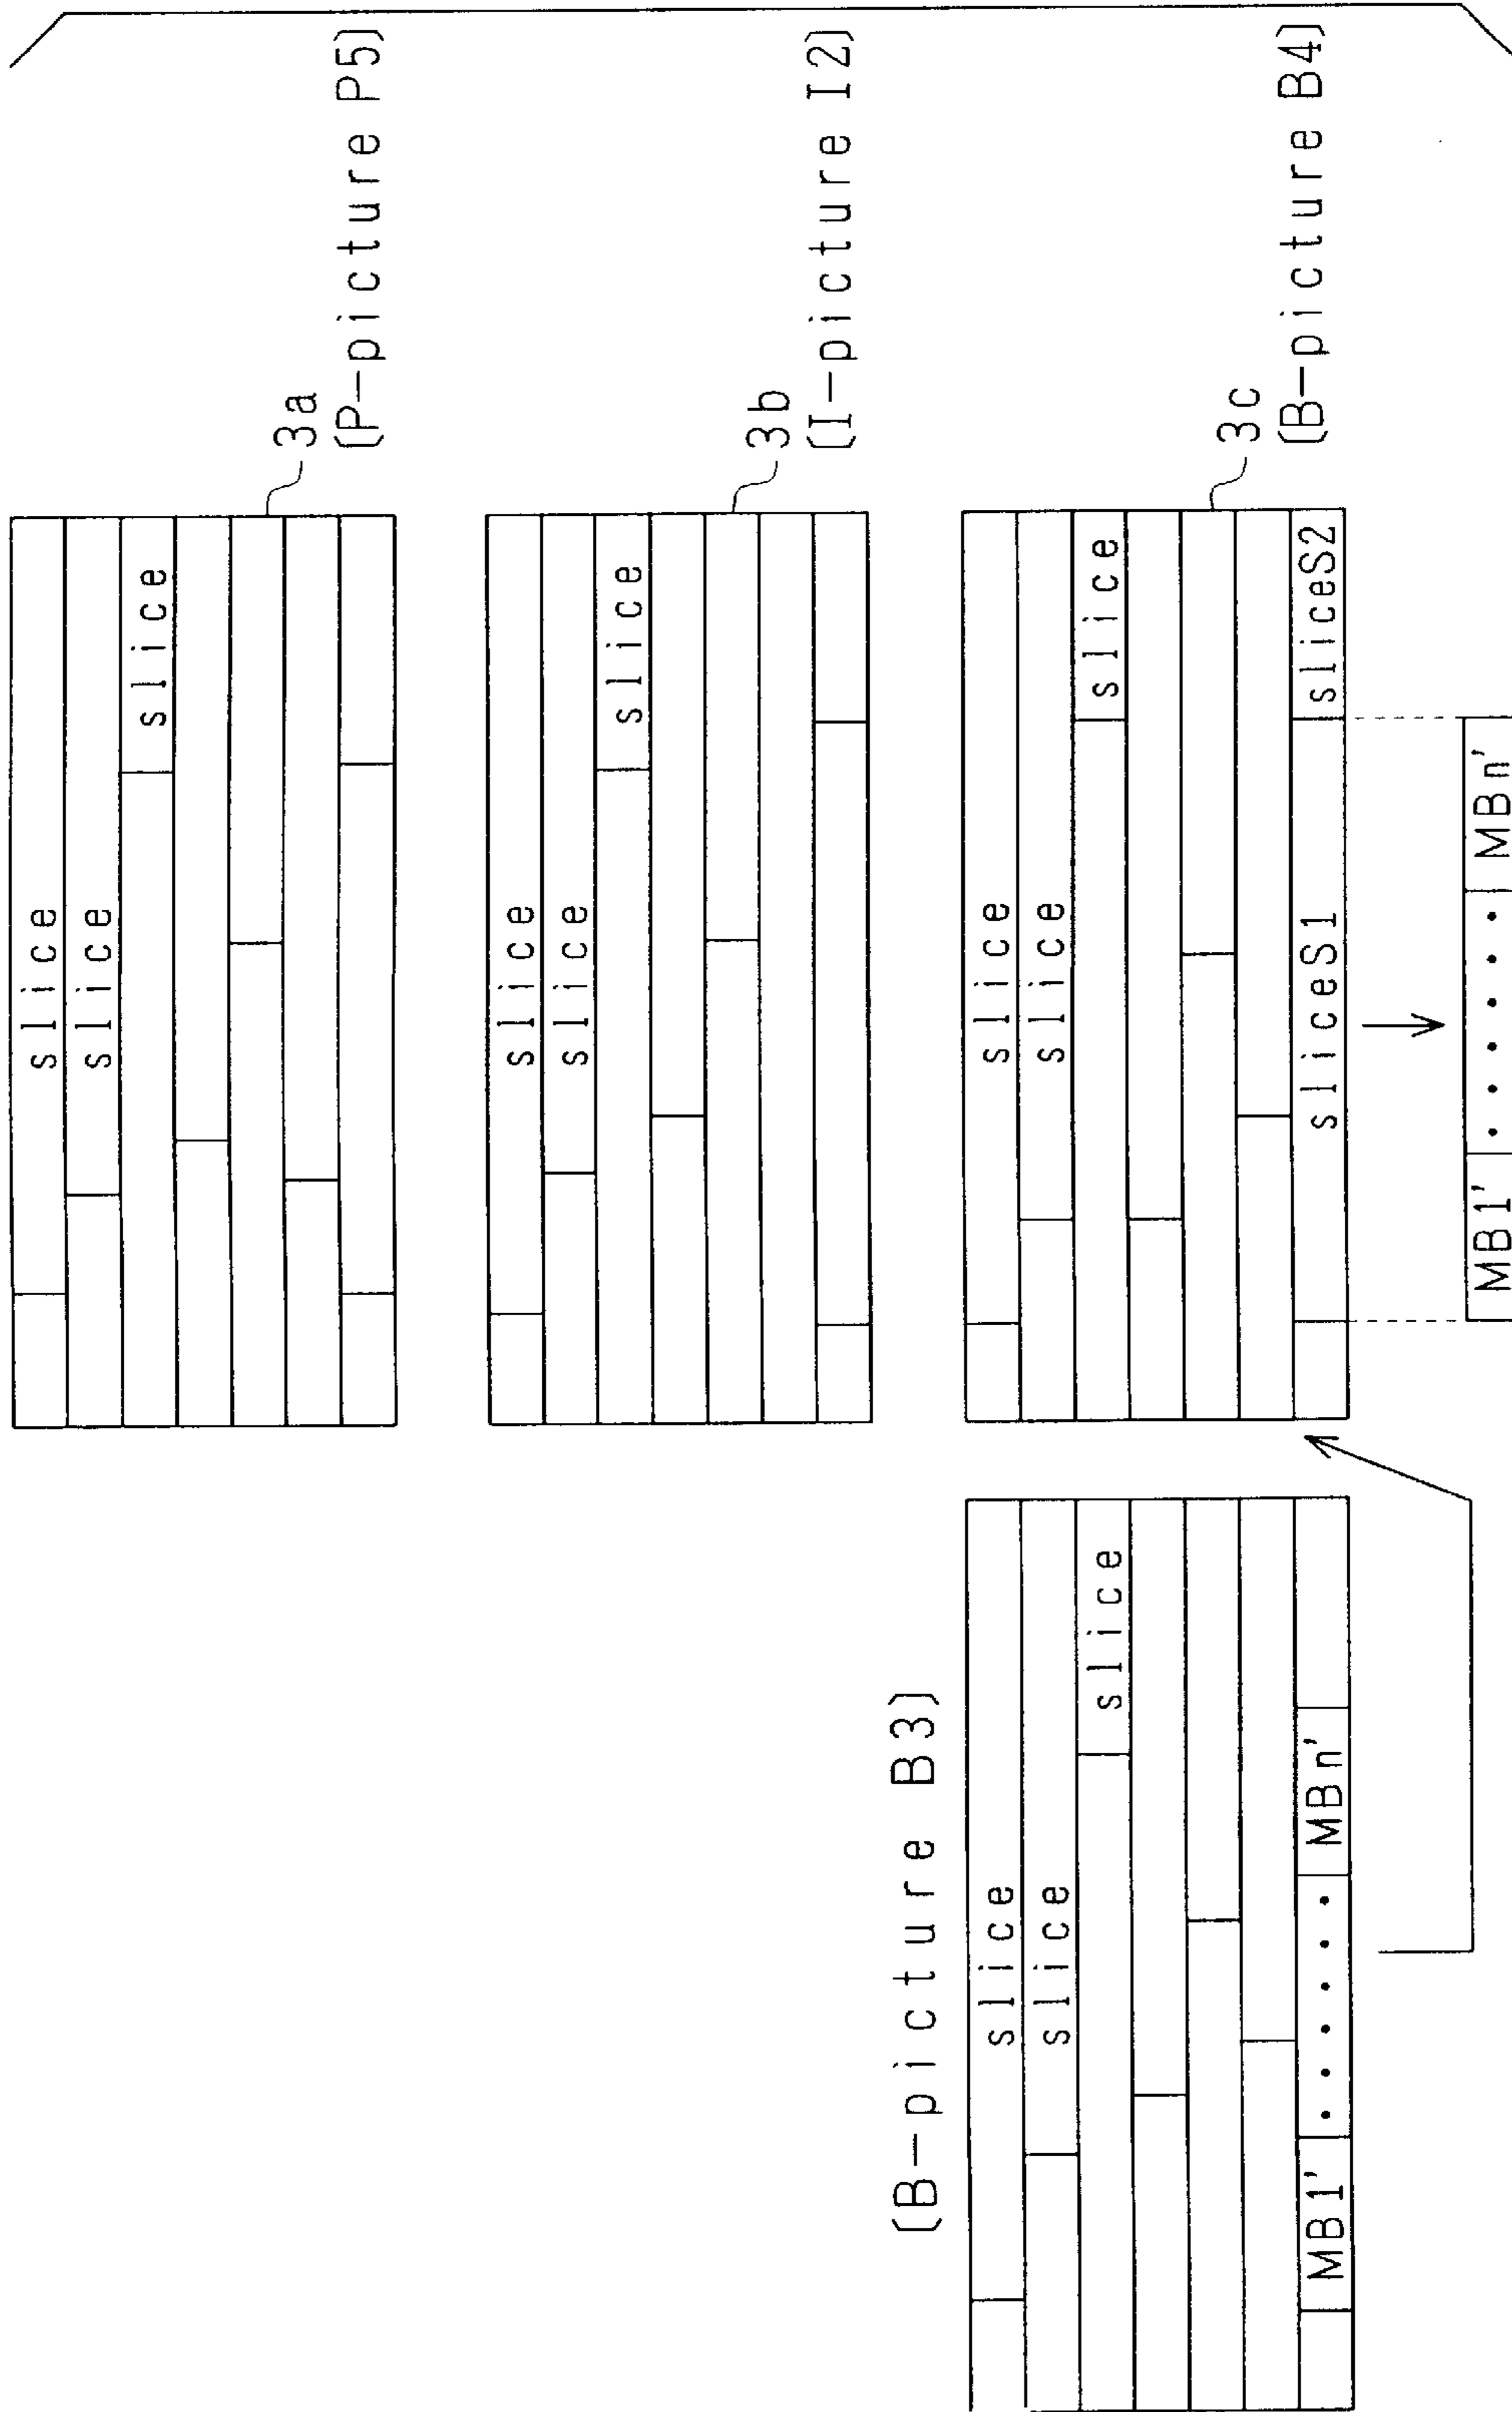 slice
slice
slice
3a
(P-picture P5)
slice
slice
slice
3b
(I-picture I2)
(B-picture B3)
slice
slice
slice
MB1' ····· MBn'
slice
slice
slice
sliceS1 sliceS2
3c
(B-picture B4)
MB1' ····· MBn'